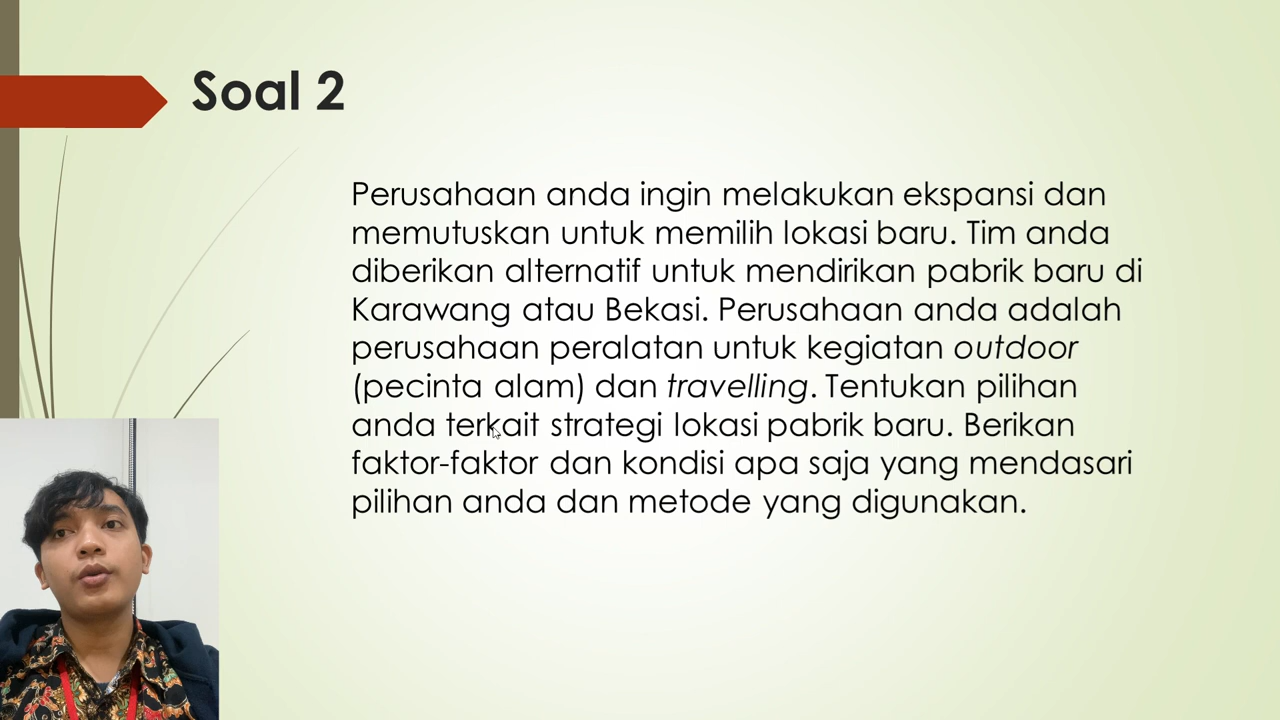 Soal 2
Perusahaan anda ingin melakukan ekspansi dan
memutuskan untuk memilih lokasi baru. Tim anda
diberikan alternatif untuk mendirikan pabrik baru di
Karawang atau Bekasi. Perusahaan anda adalah
perusahaan peralatan untuk kegiatan outdoor
(pecinta alam) dan travelling. Tentukan pilihan
anda terkait strategi lokasi pabrik baru. Berikan
faktor-faktor dan kondisi apa saja yang mendasari
pilihan anda dan metode yang digunakan.